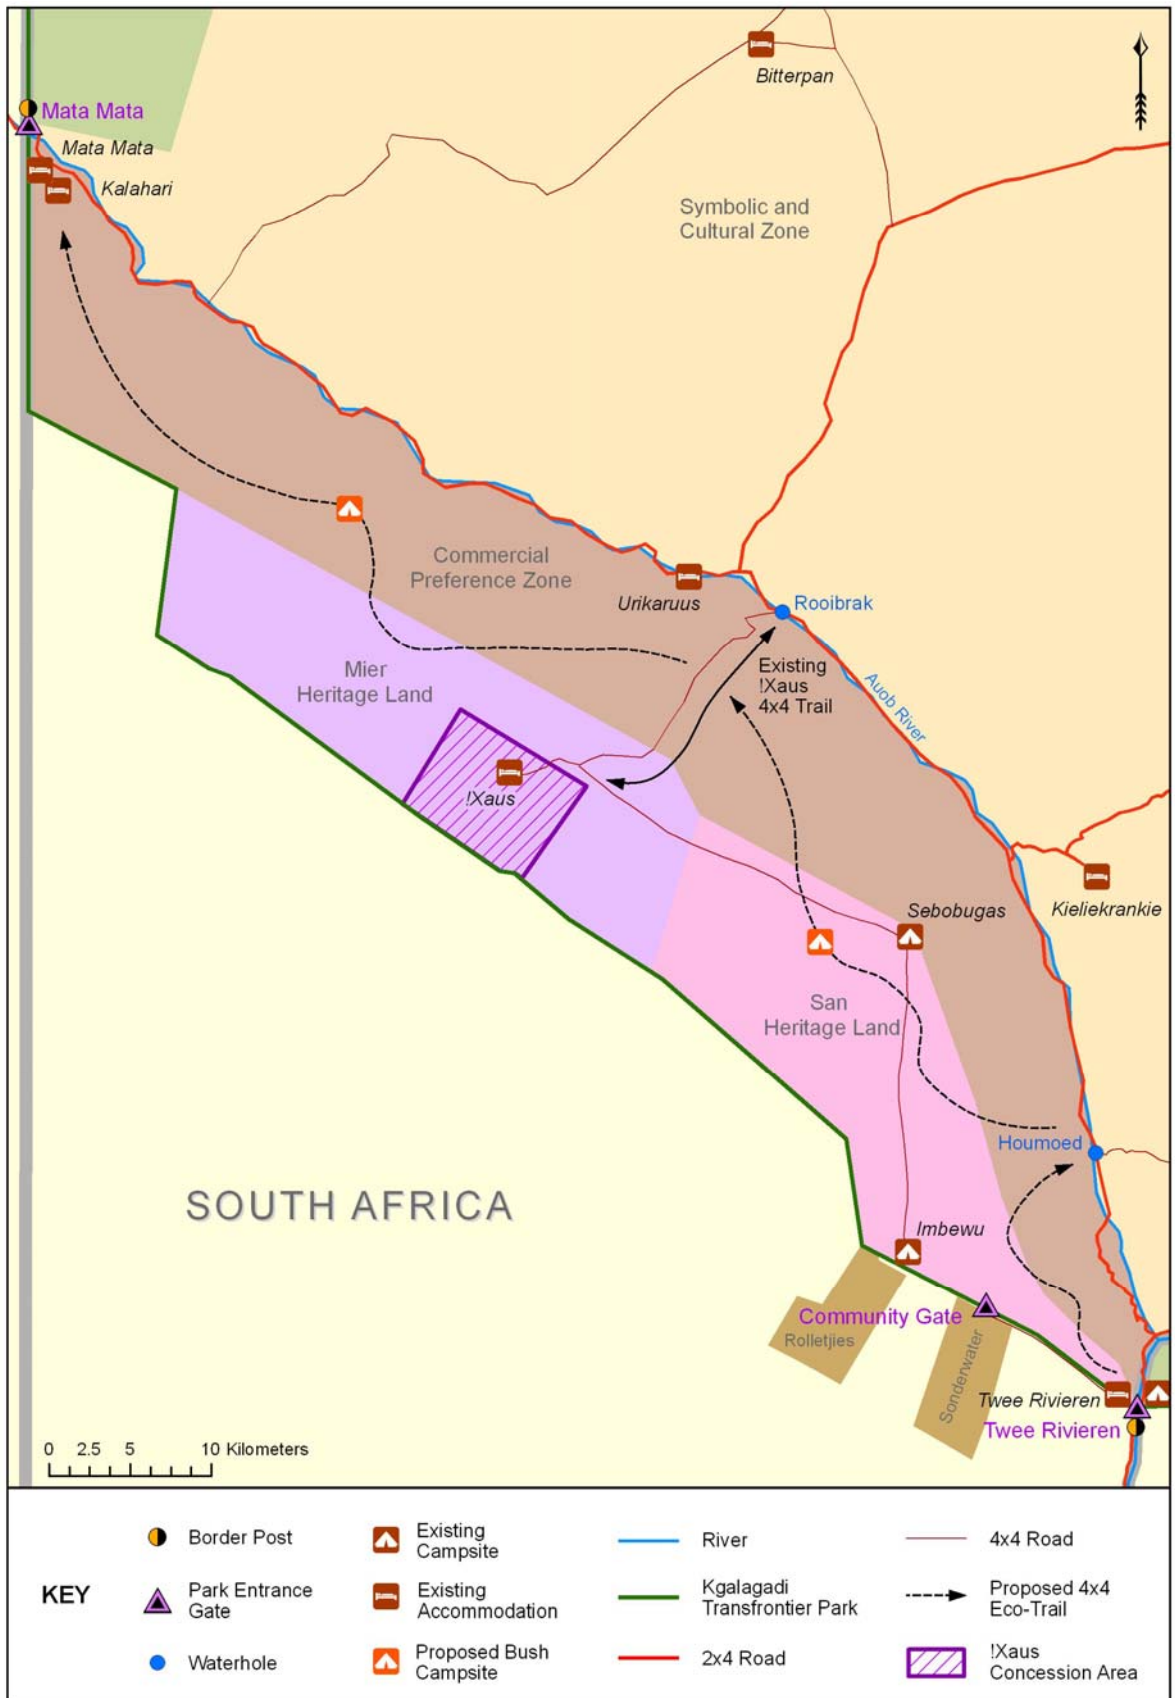 Bitterpan
Mata Mata
Mata Mata
Kalahari
Symbolic and
Cultural Zone
Commercial
Preference Zone
Urikaruus
Rooibrak
Existing
!Xaus
4x4 Trail
Auob River
Mier
Heritage Land
!Xaus
Kieliekrankie
Sebobugas
San
Heritage Land
Houmoed
SOUTH AFRICA
Imbewu
Community Gate
Rolletjies
Sonderwater
Twee Rivieren
Twee Rivieren
0 2.5 5 10 Kilometers
KEY
Border Post
Park Entrance
Gate
Waterhole
Existing
Campsite
Existing
Accommodation
Proposed Bush
Campsite
River
Kgalagadi
Transfrontier Park
2x4 Road
4x4 Road
Proposed 4x4
Eco-Trail
!Xaus
Concession Area